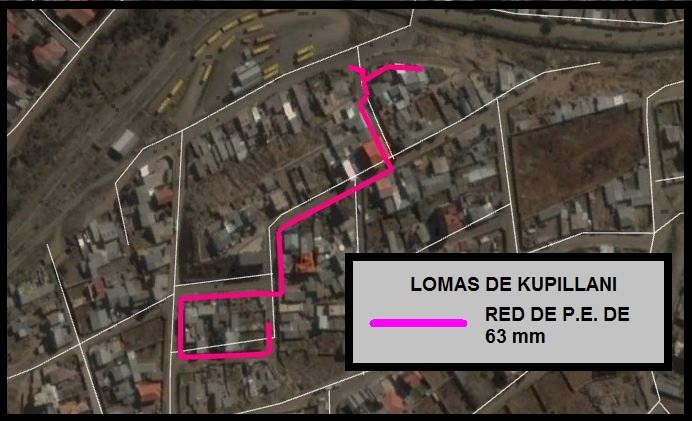 LOMAS DE KUPILLANI
RED DE P.E. DE
63 mm